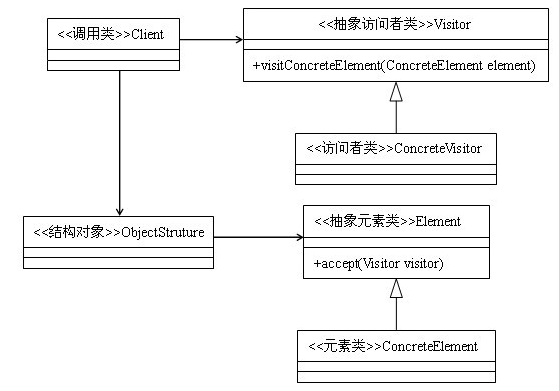 <<调用类>>Client
<<抽象访问者类>>Visitor
+visitConcreteElement(ConcreteElement element)
<<访问者类>>ConcreteVisitor
<<结构对象>>ObjectStruture
<<抽象元素类>>Element
+accept(Visitor visitor)
<<元素类>>ConcreteElement